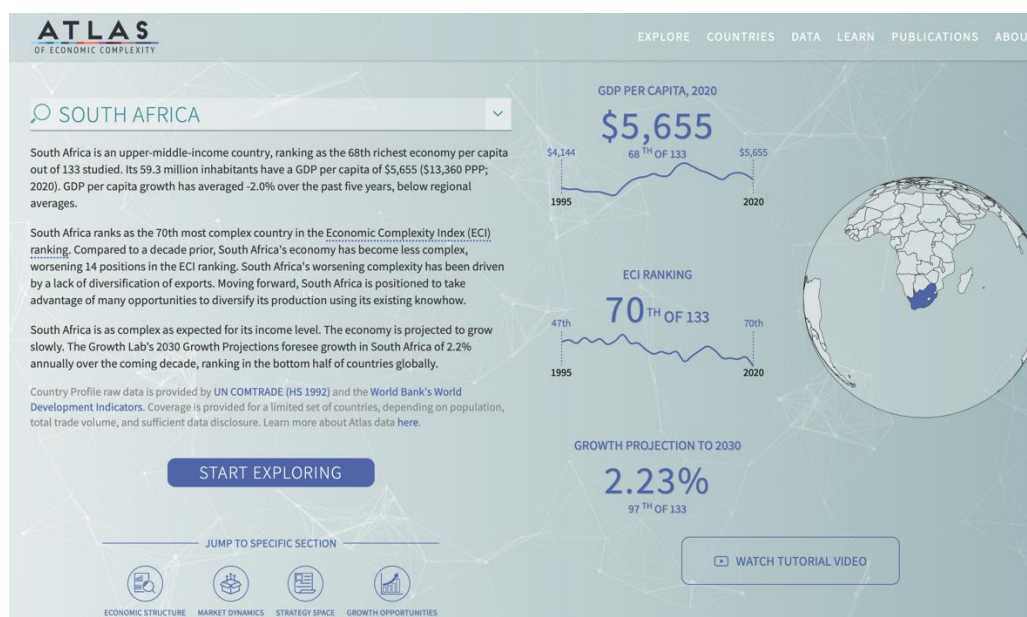 ATLAS
OF ECONOMIC COMPLEXITY
EXPLORE COUNTRIES DATA LEARN PUBLICATIONS ABOU
SOUTH AFRICA
South Africa is an upper-middle-income country, ranking as the 68th richest economy per capita
out of 133 studied. Its 59.3 million inhabitants have a GDP per capita of $5,655 ($13,360 PPP;
2020). GDP per capita growth has averaged -2.0% over the past five years, below regional
averages.
South Africa ranks as the 70th most complex country in the Economic Complexity Index (ECI)
ranking. Compared to a decade prior, South Africa's economy has become less complex,
worsening 14 positions in the ECI ranking. South Africa's worsening complexity has been driven
by a lack of diversification of exports. Moving forward, South Africa is positioned to take
advantage of many opportunities to diversify its production using its existing knowhow.
South Africa is as complex as expected for its income level. The economy is projected to grow
slowly. The Growth Lab's 2030 Growth Projections foresee growth in South Africa of 2.2%
annually over the coming decade, ranking in the bottom half of countries globally.
Country Profile raw data is provided by UN COMTRADE (HS 1992) and the World Bank's World
Development Indicators. Coverage is provided for a limited set of countries, depending on population,
total trade volume, and sufficient data disclosure. Learn more about Atlas data here.
START EXPLORING
JUMP TO SPECIFIC SECTION
ECONOMIC STRUCTURE MARKET DYNAMICS STRATEGY SPACE GROWTH OPPORTUNITIES
GDP PER CAPITA, 2020
$5,655
68 TH OF 133
$4,144 $5,655
1995 2020
ECI RANKING
70 TH OF 133
47th 70th
1995 2020
GROWTH PROJECTION TO 2030
2.23%
97 TH OF 133
WATCH TUTORIAL VIDEO